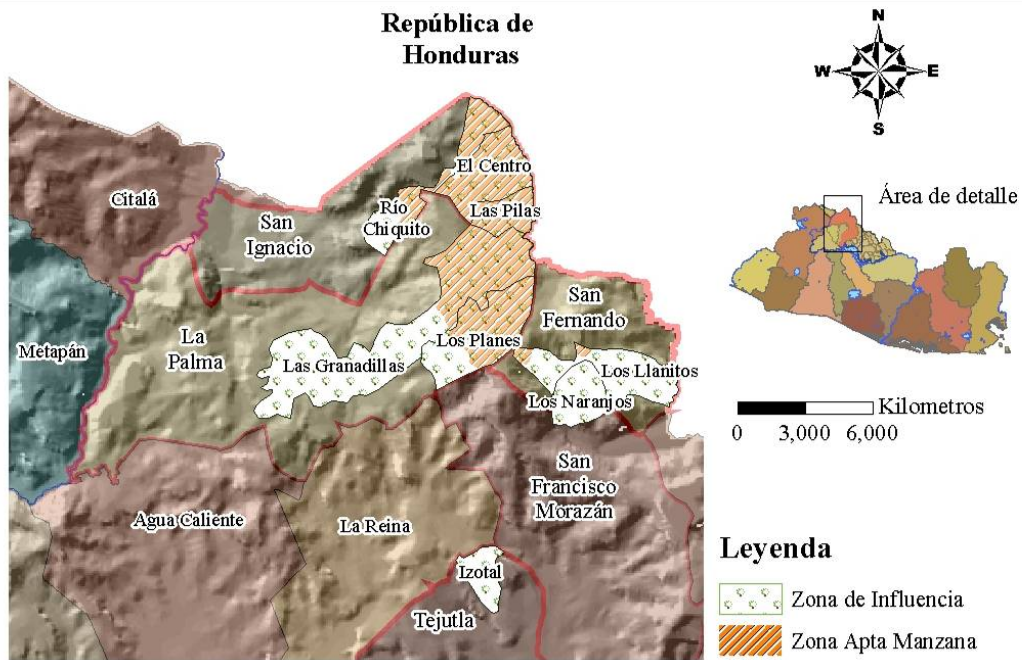 República de
Honduras
N
W
E
S
Citalá
El Centro
Río
Chiquito
Las Pilas
San
Ignacio
Área de detalle
San
Fernando
Metapán
La
Palma
Los Planes
Las Granadillas
Los Llanitos
Los Naranjos
Kilometros
0
3,000
6,000
San
Francisco
Morazán
Agua Caliente
La Reina
Izotal
Tejutla
Leyenda
Zona de Influencia
Zona Apta Manzana